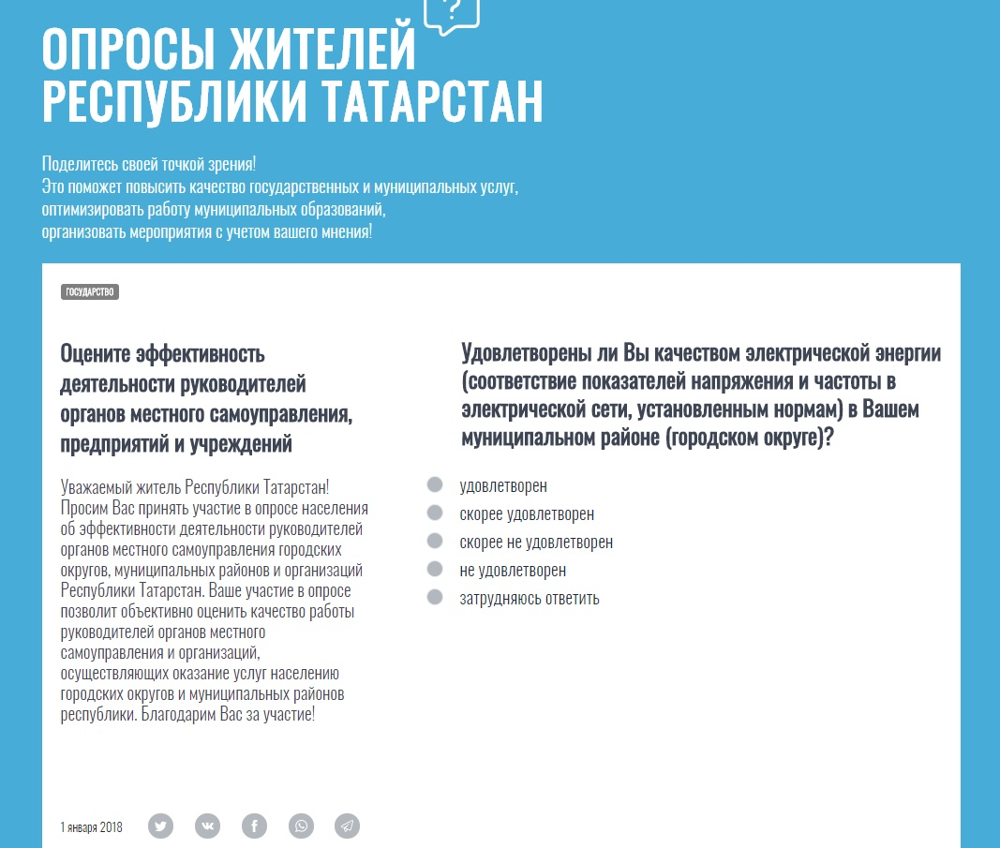 ?
ОПРОСЫ ЖИТЕЛЕЙ
РЕСПУБЛИКИ ТАТАРСТАН
Поделитесь своей точкой зрения!
Это поможет повысить качество государственных и муниципальных услуг,
оптимизировать работу муниципальных образований,
организовать мероприятия с учетом вашего мнения!
ГОСУДАРСТВО
Оцените эффективность
деятельности руководителей
органов местного самоуправления,
предприятий и учреждений
Уважаемый житель Республики Татарстан!
Просим Вас принять участие в опросе населения
об эффективности деятельности руководителей
органов местного самоуправления городских
округов, муниципальных районов и организаций
Республики Татарстан. Ваше участие в опросе
позволит объективно оценить качество работы
руководителей органов местного
самоуправления и организаций,
осуществляющих оказание услуг населению
городских округов и муниципальных районов
республики. Благодарим Вас за участие!
Удовлетворены ли Вы качеством электрической энергии
(соответствие показателей напряжения и частоты в
электрической сети, установленным нормам) в Вашем
муниципальном районе (городском округе)?
удовлетворен
скорее удовлетворен
скорее не удовлетворен
не удовлетворен
затрудняюсь ответить
1 января 2018